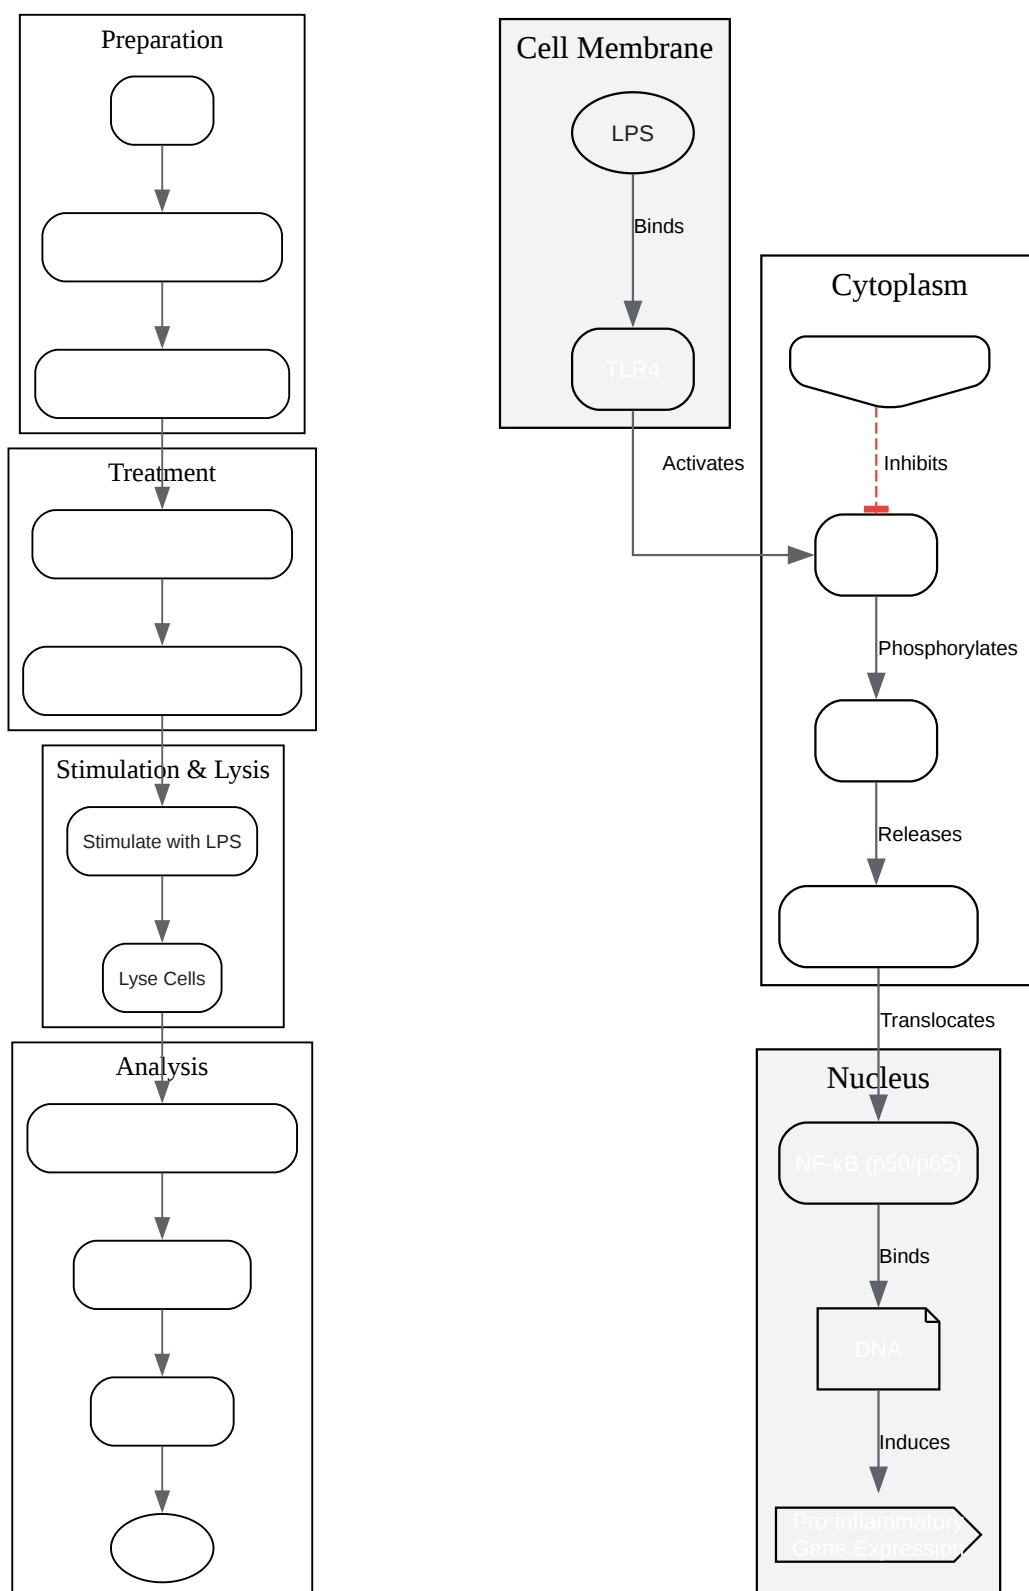 Preparation
Treatment
Stimulation & Lysis
Stimulate with LPS
Lyse Cells
Analysis
Cell Membrane
LPS
Binds
TLR4
Activates
Cytoplasm
Inhibits
Phosphorylates
Releases
Translocates
Nucleus
NF-κB (p50/p65)
Binds
DNA
Induces
Pro-inflammatory
Gene Expression